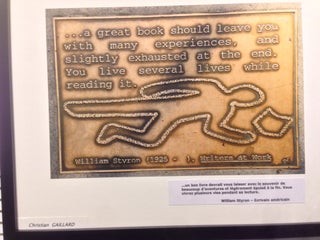 ...a great book should leave you
with many experiences, and
slightly exhausted at the end.
You live several lives while
reading it.
William Styron (1925 - ), Writers at Work
...un bon livre devrait vous laisser avec le souvenir de
beaucoup d'aventures et légèrement épuisé à la fin. Vous
vivez plusieurs vies pendant sa lecture.
William Styron - Ecrivain américain
Christian GAILLARD